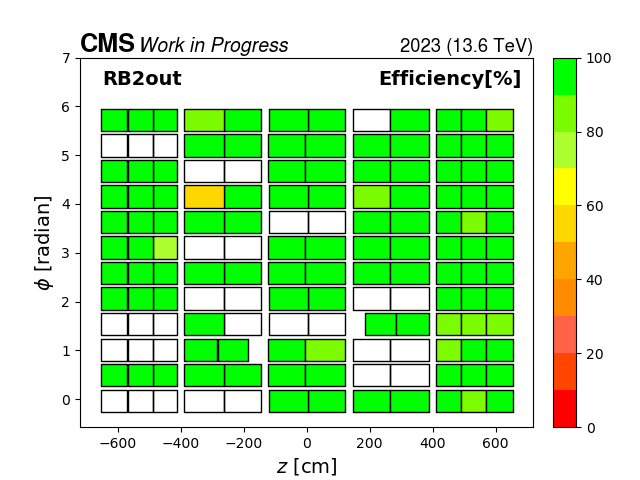 CMS Work in Progress 2023 (13.6 TeV)
RB2out Efficiency[%]
7
6
5
4
3
2
1
0
ϕ [radian]
−600 −400 −200 0 200 400 600
z [cm]
100
80
60
40
20
0